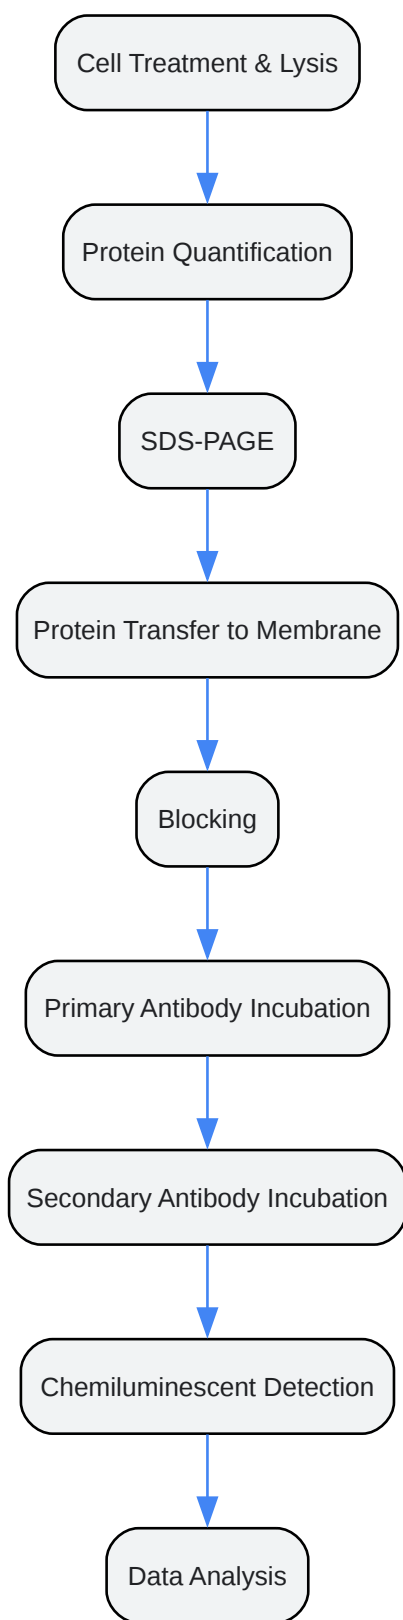 Cell Treatment & Lysis
Protein Quantification
SDS-PAGE
Protein Transfer to Membrane
Blocking
Primary Antibody Incubation
Secondary Antibody Incubation
Chemiluminescent Detection
Data Analysis